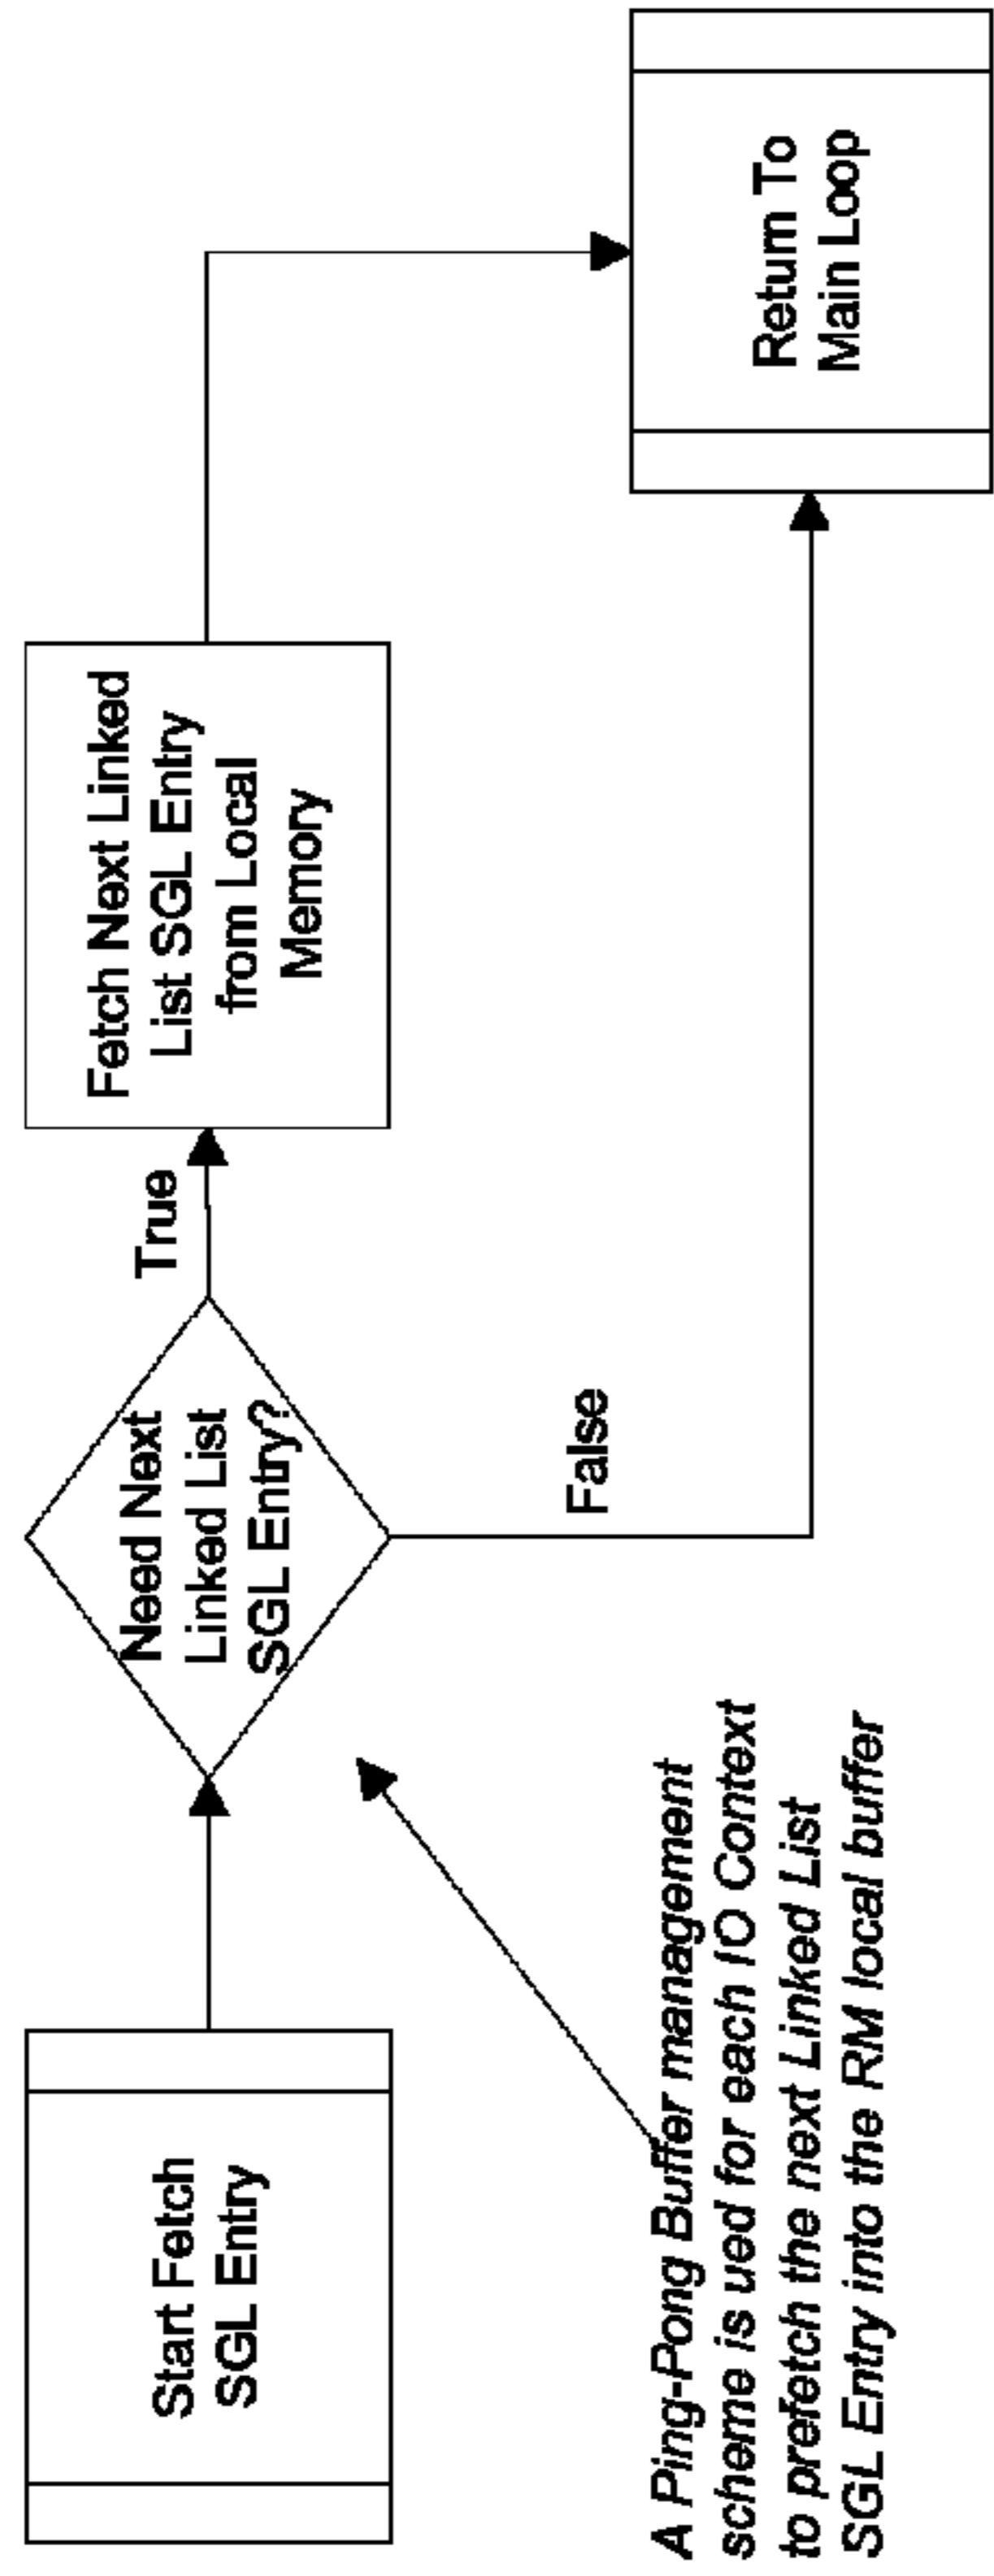 Start Fetch
SGL Entry
Need Next
Linked List
SGL Entry?
True
Fetch Next Linked
List SGL Entry
from Local
Memory
False
Return To
Main Loop
A Ping-Pong Buffer management
scheme is ued for each IO Context
to prefetch the next Linked List
SGL Entry into the RM local buffer